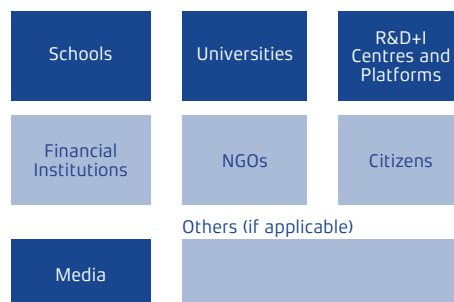 Schools
Universities
R&D+I
Centres and
Platforms
Financial
Institutions
NGOs
Citizens
Others (if applicable)
Media